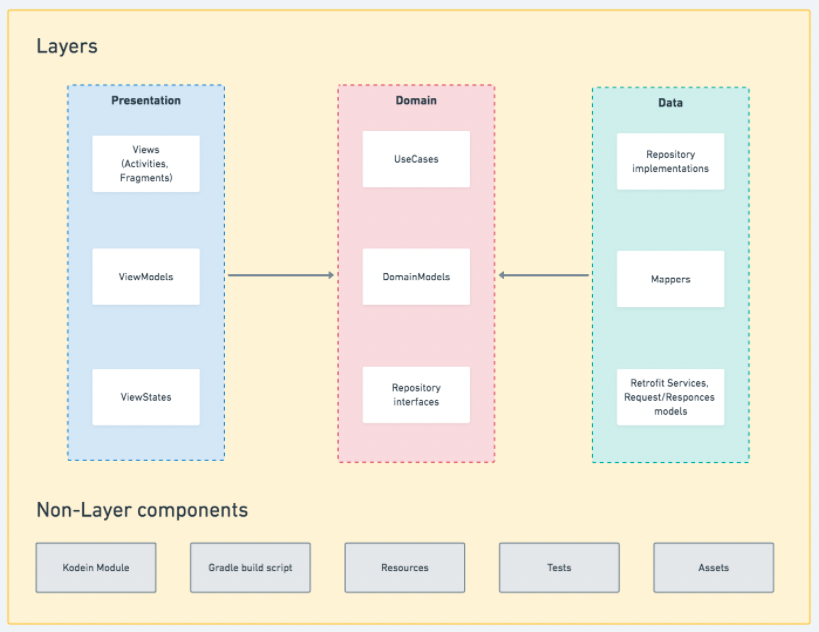 Layers
Presentation
Views
(Activities,
Fragments)
ViewModels
ViewStates
Domain
UseCases
DomainModels
Repository
interfaces
Data
Repository
implementations
Mappers
Retrofit Services,
Request/Responces
models
Non-Layer components
Kodein Module
Gradle build script
Resources
Tests
Assets